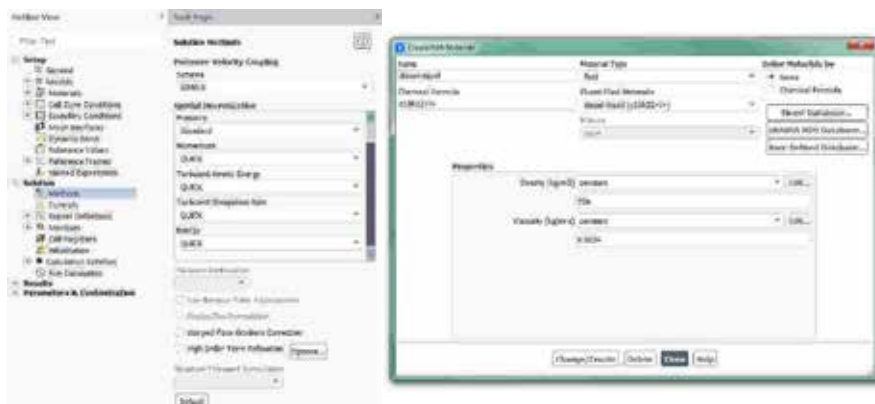 Outline View
Filter Text
Setup
General
Models
Materials
Cell Zone Conditions
Boundary Conditions
Mesh Interfaces
Dynamic Mesh
Reference Values
Reference Frames
Named Expressions
Solution
Methods
Controls
Report Definitions
Monitors
Cell Registers
Initialization
Calculation Activities
Run Calculation
Results
Parameters & Customization
Task Page
Solution Methods
Pressure-Velocity Coupling
Scheme
Spatial Discretization
Pressure
Standard
Momentum
QUICK
Turbulent Kinetic Energy
QUICK
Turbulent Dissipation Rate
QUICK
Energy
QUICK
Transient Formulation
Non-Iterative Time Advancement
Frozen Flux Formulation
Warped-Face Gradient Correction
High Order Term Relaxation
Options...
Default
Create/Edit Materials
Name
Material Type
fluid
Order Materials by
Name
Chemical Formula
Chemical Formula
Fluent Fluid Materials
Mixture
none
Fluent Database...
GRANTA MDS Database...
User-Defined Database...
Properties
Density (kg/m3) constant
Edit...
Viscosity (kg/m-s) constant
Edit...
Change/Create
Delete
Close
Help